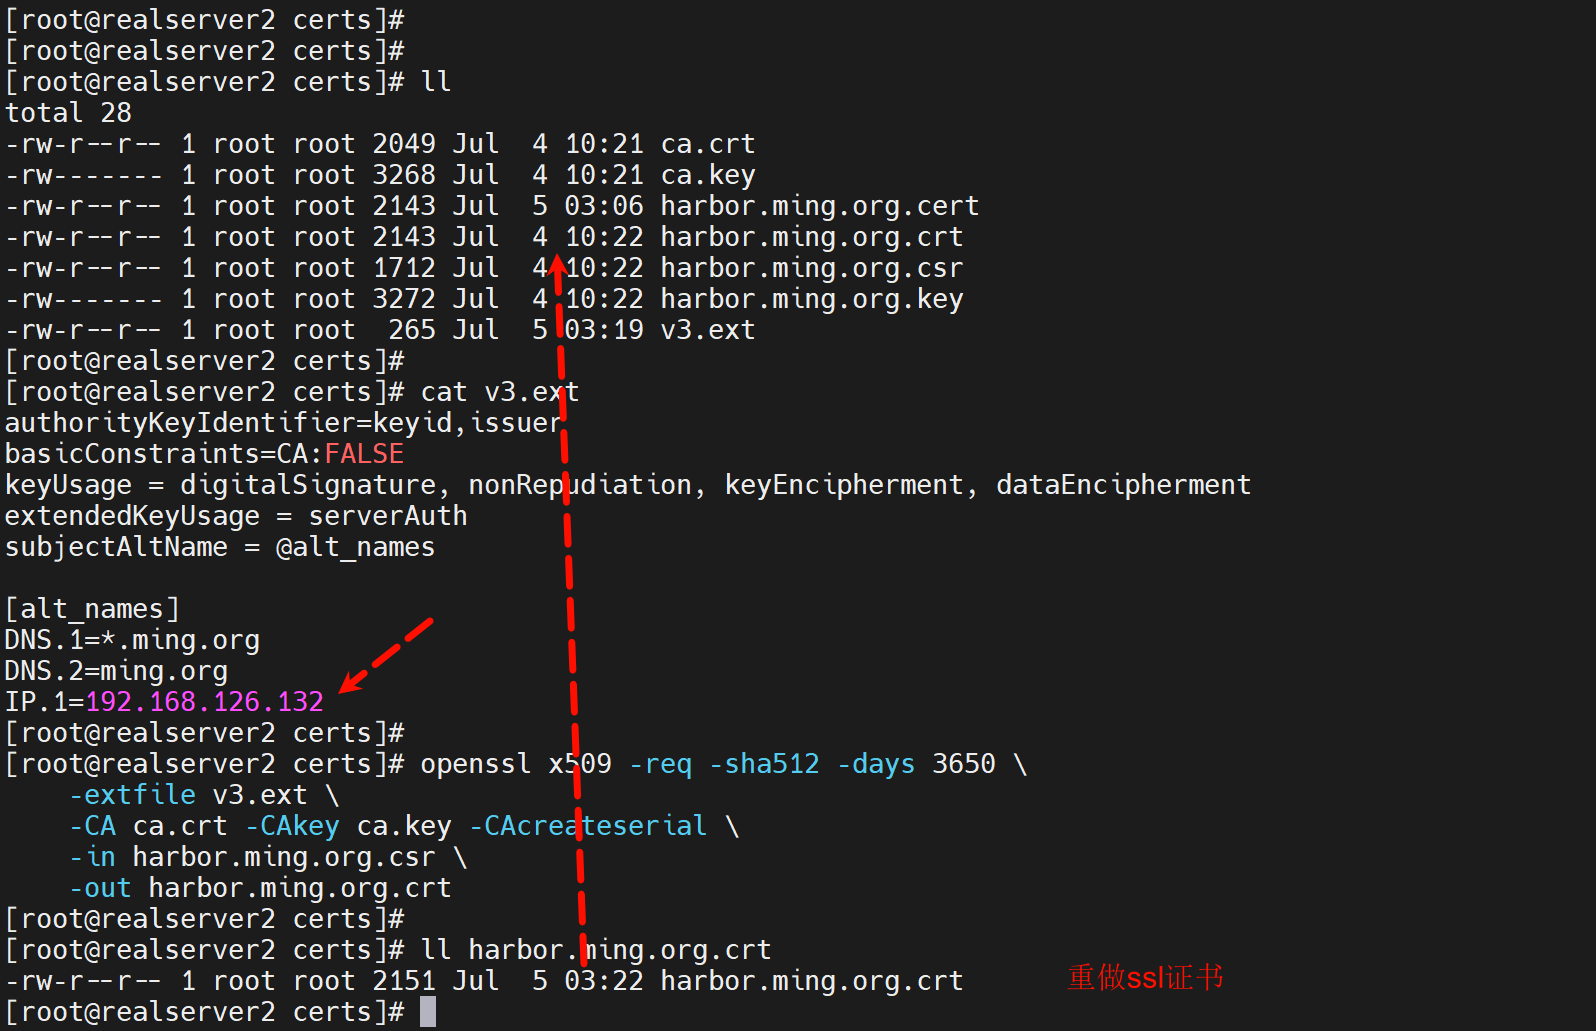 [root@realserver2 certs]#
[root@realserver2 certs]#
[root@realserver2 certs]# ll
total 28
-rw-r--r-- 1 root root 2049 Jul  4 10:21 ca.crt
-rw------- 1 root root 3268 Jul  4 10:21 ca.key
-rw-r--r-- 1 root root 2143 Jul  5 03:06 harbor.ming.org.cert
-rw-r--r-- 1 root root 2143 Jul  4 10:22 harbor.ming.org.crt
-rw-r--r-- 1 root root 1712 Jul  4 10:22 harbor.ming.org.csr
-rw------- 1 root root 3272 Jul  4 10:22 harbor.ming.org.key
-rw-r--r-- 1 root root  265 Jul  5 03:19 v3.ext
[root@realserver2 certs]#
[root@realserver2 certs]# cat v3.ext
authorityKeyIdentifier=keyid,issuer
basicConstraints=CA:FALSE
keyUsage = digitalSignature, nonRepudiation, keyEncipherment, dataEncipherment
extendedKeyUsage = serverAuth
subjectAltName = @alt_names

[alt_names]
DNS.1=*.ming.org
DNS.2=ming.org
IP.1=192.168.126.132
[root@realserver2 certs]#
[root@realserver2 certs]# openssl x509 -req -sha512 -days 3650 \
    -extfile v3.ext \
    -CA ca.crt -CAkey ca.key -CAcreateserial \
    -in harbor.ming.org.csr \
    -out harbor.ming.org.crt
[root@realserver2 certs]#
[root@realserver2 certs]# ll harbor.ming.org.crt
-rw-r--r-- 1 root root 2151 Jul  5 03:22 harbor.ming.org.crt
重做ssl证书
[root@realserver2 certs]#